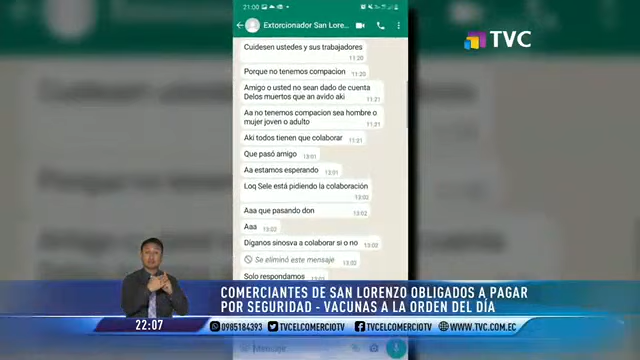 21:00
Extorcionador San Lore...
TVC
Cuidesen ustedes y sus trabajadores
11:20
Porque no tenemos compacion
11:20
Amigo o usted no sean dado de cuenta
Delos muertos que an avido aki
11:21
Aa no tenemos compacion sea hombre o
mujer joven o adulto
11:21
Aki todos tienen que colaborar
11:21
Que pasó amigo
13:01
Aa estamos esperando
13:01
Loq Sele está pidiendo la colaboración
13:02
Aaa que pasando don
13:02
Aaa
13:02
Diganos sinosva a colaborar si o no
13:02
Se eliminó este mensaje
13:02
Solo respondamos
13:03
COMERCIANTES DE SAN LORENZO OBLIGADOS A PAGAR
POR SEGURIDAD - VACUNAS A LA ORDEN DEL DÍA
22:07
0985184393
TVCELCOMERCIOTV
TVCELCOMERCIOTV
WWW.TVC.COM.EC
Mensaje